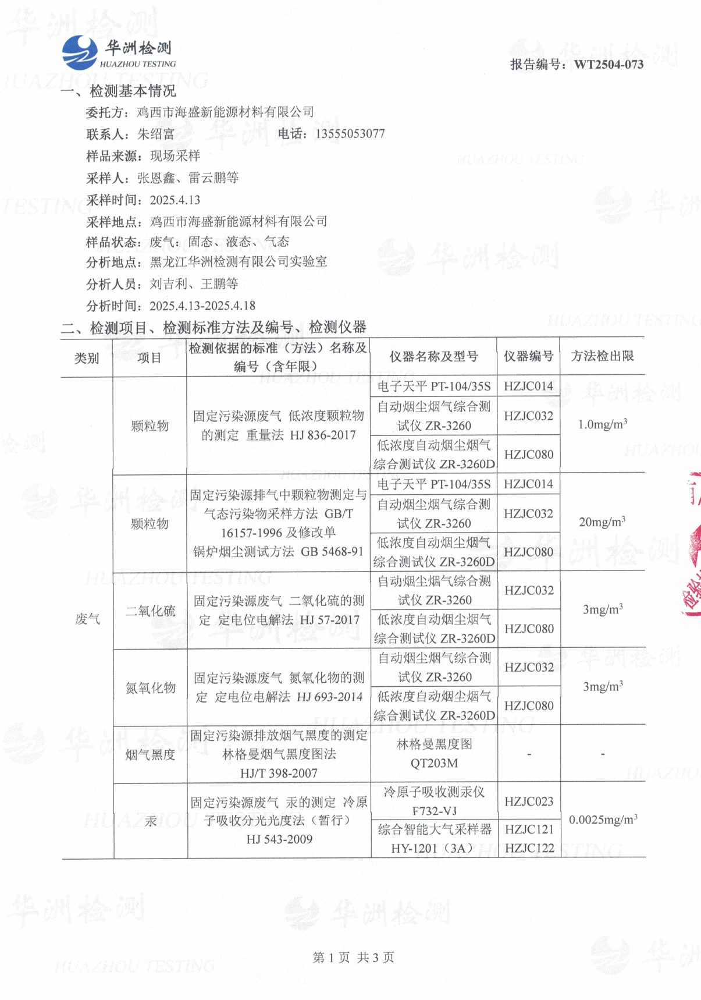 华洲检测
HUAZHOU TESTING
报告编号：WT2504-073
一、检测基本情况
委托方：鸡西市海盛新能源材料有限公司
联系人：朱绍富 电话：13555053077
样品来源：现场采样
采样人：张恩鑫、雷云鹏等
采样时间：2025.4.13
采样地点：鸡西市海盛新能源材料有限公司
样品状态：废气：固态、液态、气态
分析地点：黑龙江华洲检测有限公司实验室
分析人员：刘吉利、王鹏等
分析时间：2025.4.13-2025.4.18
二、检测项目、检测标准方法及编号、检测仪器
类别 项目 检测依据的标准（方法）名称及
编号（含年限） 仪器名称及型号 仪器编号 方法检出限
废气
颗粒物
固定污染源废气 低浓度颗粒物
的测定 重量法 HJ 836-2017
电子天平 PT-104/35S HZJC014
自动烟尘烟气综合测
试仪 ZR-3260 HZJC032
低浓度自动烟尘烟气
综合测试仪 ZR-3260D HZJC080
1.0mg/m³
颗粒物
固定污染源排气中颗粒物测定与
气态污染物采样方法 GB/T
16157-1996 及修改单
锅炉烟尘测试方法 GB 5468-91
电子天平 PT-104/35S HZJC014
自动烟尘烟气综合测
试仪 ZR-3260 HZJC032
低浓度自动烟尘烟气
综合测试仪 ZR-3260D HZJC080
20mg/m³
二氧化硫
固定污染源废气 二氧化硫的测
定 定电位电解法 HJ 57-2017
自动烟尘烟气综合测
试仪 ZR-3260 HZJC032
低浓度自动烟尘烟气
综合测试仪 ZR-3260D HZJC080
3mg/m³
氮氧化物
固定污染源废气 氮氧化物的测
定 定电位电解法 HJ 693-2014
自动烟尘烟气综合测
试仪 ZR-3260 HZJC032
低浓度自动烟尘烟气
综合测试仪 ZR-3260D HZJC080
3mg/m³
烟气黑度
固定污染源排放烟气黑度的测定
林格曼烟气黑度图法
HJ/T 398-2007
林格曼黑度图
QT203M
- -
汞
固定污染源废气 汞的测定 冷原
子吸收分光光度法（暂行）
HJ 543-2009
冷原子吸收测汞仪
F732-VJ HZJC023
综合智能大气采样器 HZJC121
HY-1201（3A） HZJC122
0.0025mg/m³
第 1 页 共 3 页